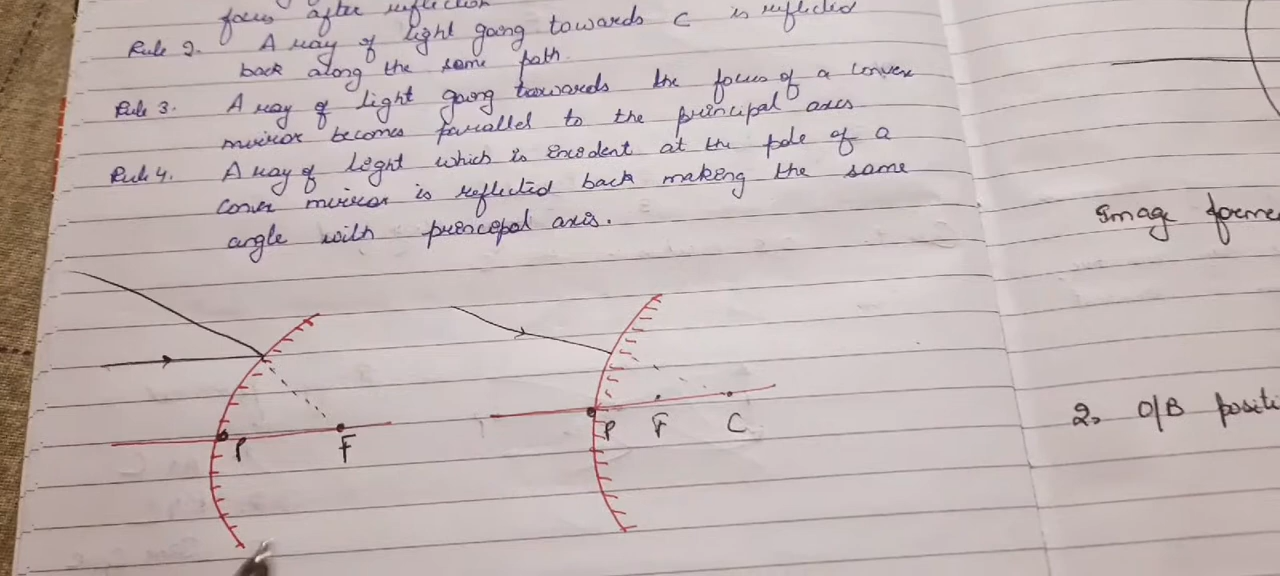 focus after reflection
Rule 2. A ray of light going towards C is reflected
back along the same path.
Rule 3. A ray of light going towards the focus of a convex
mirror becomes parallel to the principal axis
Rule 4. A ray of light which is incident at the pole of a
convex mirror is reflected back making the same
angle with principal axis.
P F
P F C
Image forme
2. O/B positi